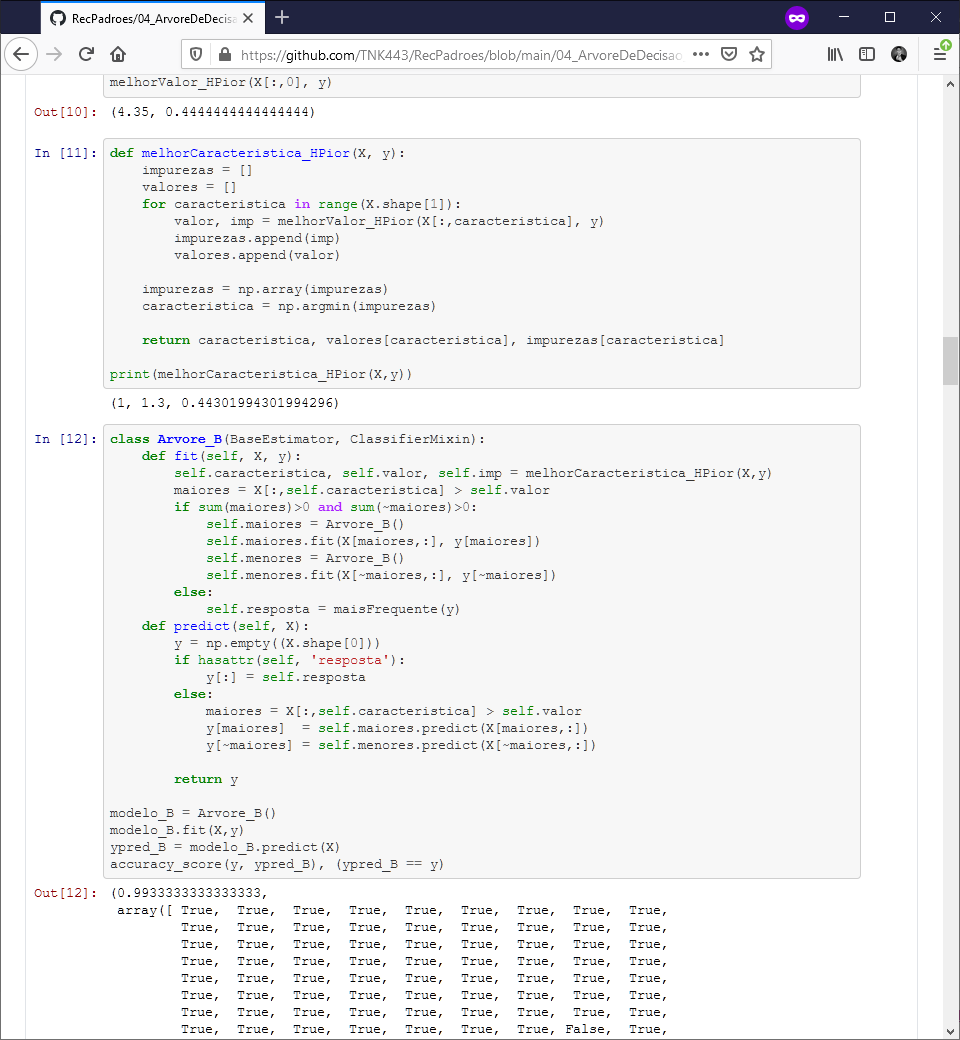 RecPadroes/04_ArvoreDeDecisa
https://github.com/TNK443/RecPadroes/blob/main/04_ArvoreDeDecisao
melhorValor_HPior(X[:,0], y)
Out[10]: (4.35, 0.4444444444444444)
In [11]: def melhorCaracteristica_HPior(X, y):
impurezas = []
valores = []
for caracteristica in range(X.shape[1]):
valor, imp = melhorValor_HPior(X[:,caracteristica], y)
impurezas.append(imp)
valores.append(valor)
impurezas = np.array(impurezas)
caracteristica = np.argmin(impurezas)
return caracteristica, valores[caracteristica], impurezas[caracteristica]
print(melhorCaracteristica_HPior(X,y))
(1, 1.3, 0.44301994301994296)
In [12]: class Arvore_B(BaseEstimator, ClassifierMixin):
def fit(self, X, y):
self.caracteristica, self.valor, self.imp = melhorCaracteristica_HPior(X,y)
maiores = X[:,self.caracteristica] > self.valor
if sum(maiores)>0 and sum(~maiores)>0:
self.maiores = Arvore_B()
self.maiores.fit(X[maiores,:], y[maiores])
self.menores = Arvore_B()
self.menores.fit(X[~maiores,:], y[~maiores])
else:
self.resposta = maisFrequente(y)
def predict(self, X):
y = np.empty((X.shape[0]))
if hasattr(self, 'resposta'):
y[:] = self.resposta
else:
maiores = X[:,self.caracteristica] > self.valor
y[maiores]  = self.maiores.predict(X[maiores,:])
y[~maiores] = self.menores.predict(X[~maiores,:])
return y
modelo_B = Arvore_B()
modelo_B.fit(X,y)
ypred_B = modelo_B.predict(X)
accuracy_score(y, ypred_B), (ypred_B == y)
Out[12]: (0.9933333333333333,
array([ True, True, True, True, True, True, True, True, True,
True, True, True, True, True, True, True, True, True,
True, True, True, True, True, True, True, True, True,
True, True, True, True, True, True, True, True, True,
True, True, True, True, True, True, True, True, True,
True, True, True, True, True, True, True, True, True,
True, True, True, True, True, True, True, True, True,
True, True, True, True, True, True, True, False, True,